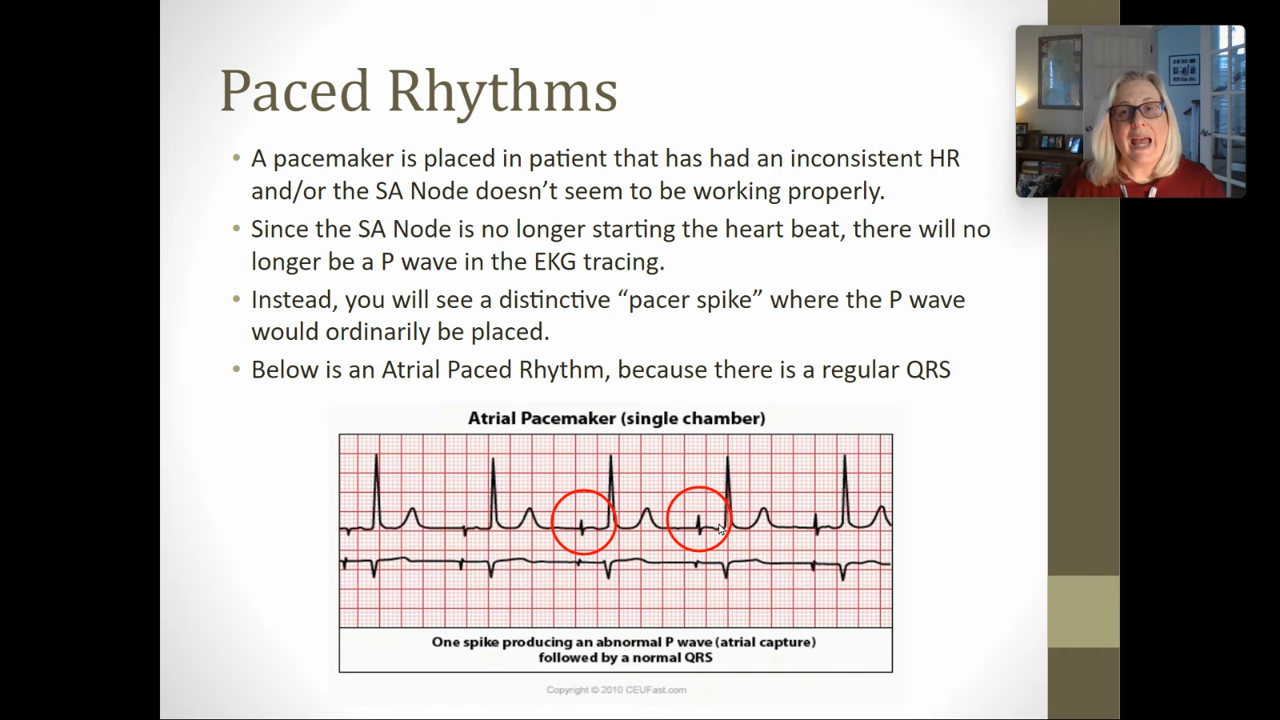 Paced Rhythms
• A pacemaker is placed in patient that has had an inconsistent HR
and/or the SA Node doesn’t seem to be working properly.
• Since the SA Node is no longer starting the heart beat, there will no
longer be a P wave in the EKG tracing.
• Instead, you will see a distinctive “pacer spike” where the P wave
would ordinarily be placed.
• Below is an Atrial Paced Rhythm, because there is a regular QRS
Atrial Pacemaker (single chamber)
One spike producing an abnormal P wave (atrial capture)
followed by a normal QRS
Copyright © 2010 CEUFast.com